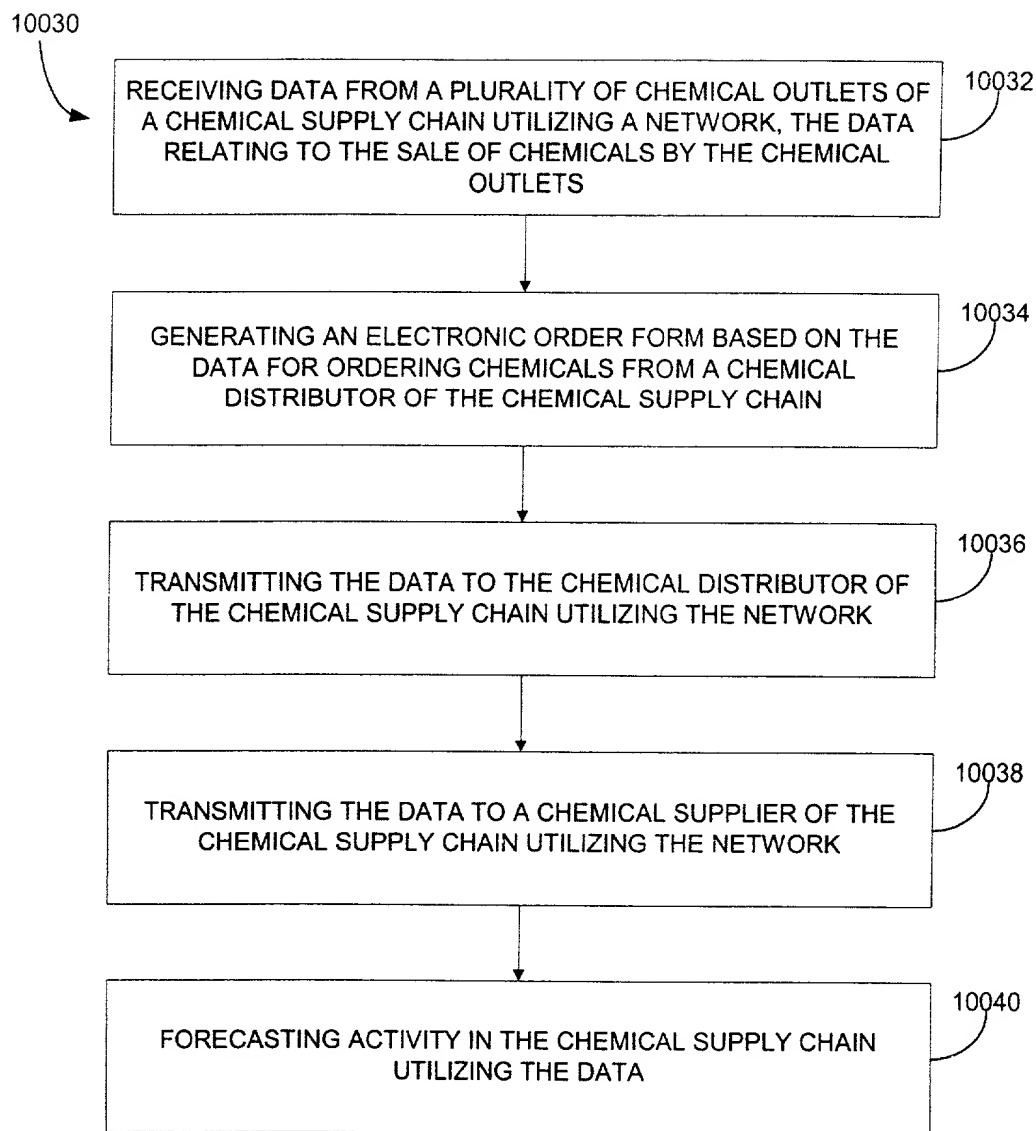 10030
10032
RECEIVING DATA FROM A PLURALITY OF CHEMICAL OUTLETS OF
A CHEMICAL SUPPLY CHAIN UTILIZING A NETWORK, THE DATA
RELATING TO THE SALE OF CHEMICALS BY THE CHEMICAL
OUTLETS
10034
GENERATING AN ELECTRONIC ORDER FORM BASED ON THE
DATA FOR ORDERING CHEMICALS FROM A CHEMICAL
DISTRIBUTOR OF THE CHEMICAL SUPPLY CHAIN
10036
TRANSMITTING THE DATA TO THE CHEMICAL DISTRIBUTOR OF
THE CHEMICAL SUPPLY CHAIN UTILIZING THE NETWORK
10038
TRANSMITTING THE DATA TO A CHEMICAL SUPPLIER OF THE
CHEMICAL SUPPLY CHAIN UTILIZING THE NETWORK
10040
FORECASTING ACTIVITY IN THE CHEMICAL SUPPLY CHAIN
UTILIZING THE DATA